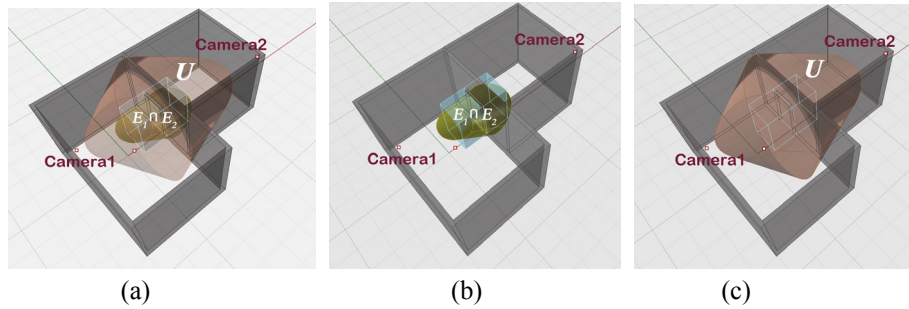 Camera2
U
E₁ ∩ E₂
Camera1
(a)
Camera2
E₁ ∩ E₂
Camera1
(b)
Camera2
U
Camera1
(c)